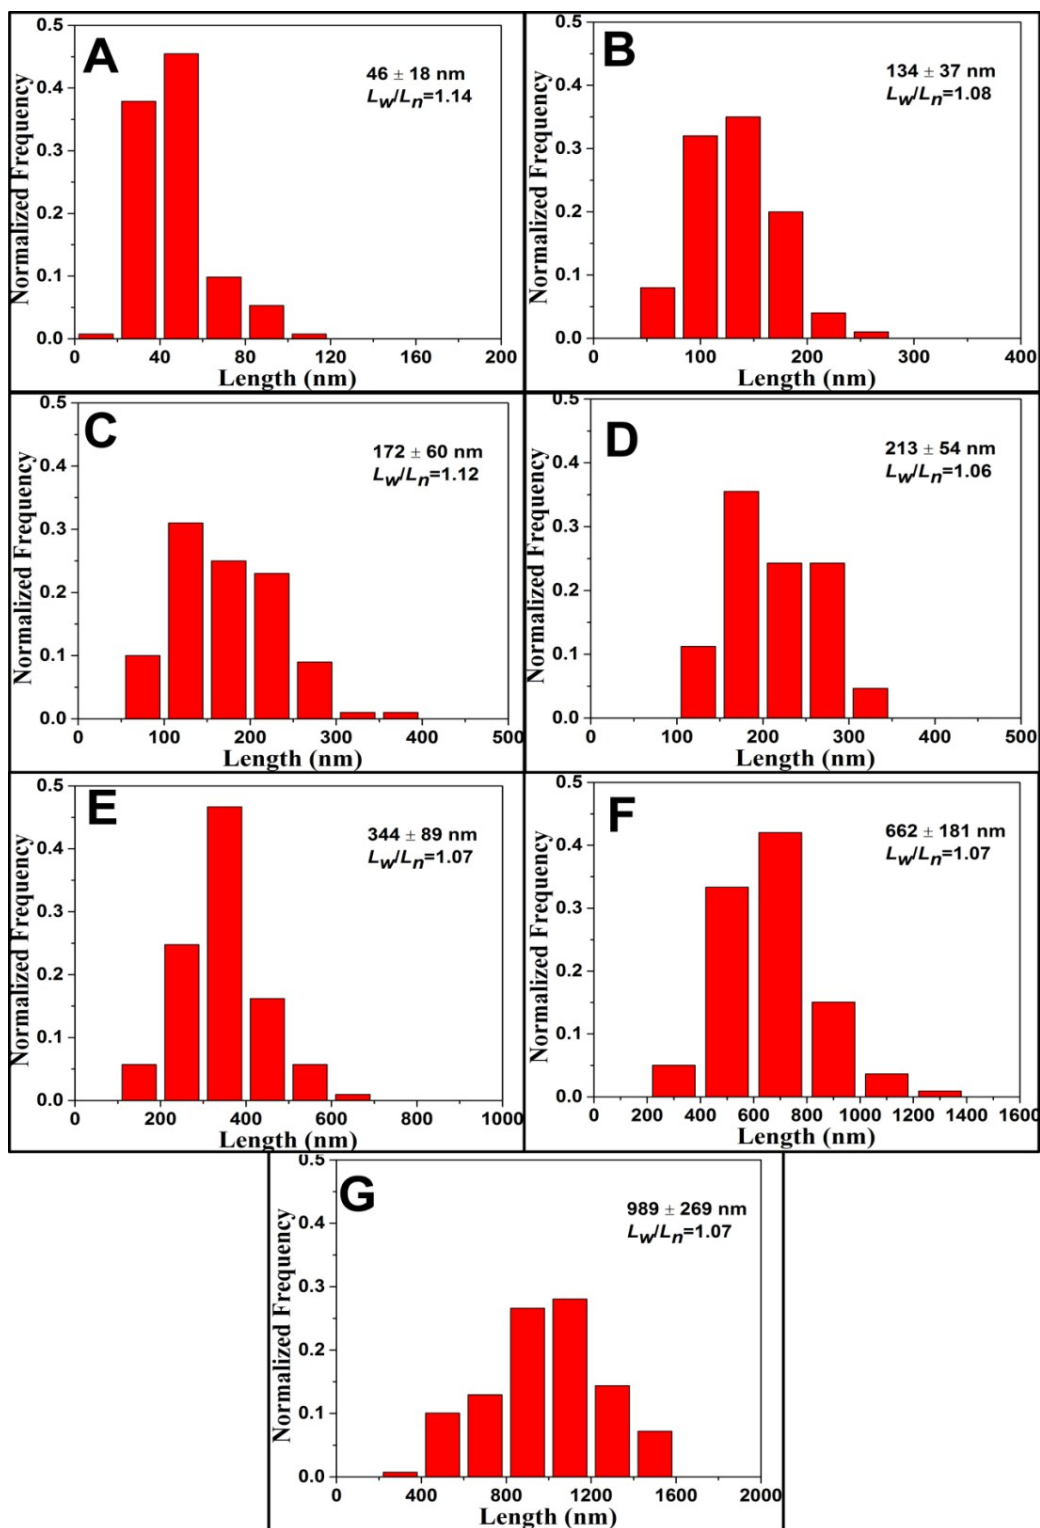 A
46 ± 18 nm
Lw/Ln=1.14
Normalized Frequency
0.5
0.4
0.3
0.2
0.1
0.0
0 40 80 120 160 200
Length (nm)
B
134 ± 37 nm
Lw/Ln=1.08
Normalized Frequency
0.5
0.4
0.3
0.2
0.1
0.0
0 100 200 300 400
Length (nm)
C
172 ± 60 nm
Lw/Ln=1.12
Normalized Frequency
0.5
0.4
0.3
0.2
0.1
0.0
0 100 200 300 400 500
Length (nm)
D
213 ± 54 nm
Lw/Ln=1.06
Normalized Frequency
0.5
0.4
0.3
0.2
0.1
0.0
0 100 200 300 400 500
Length (nm)
E
344 ± 89 nm
Lw/Ln=1.07
Normalized Frequency
0.5
0.4
0.3
0.2
0.1
0.0
0 200 400 600 800 1000
Length (nm)
F
662 ± 181 nm
Lw/Ln=1.07
Normalized Frequency
0.5
0.4
0.3
0.2
0.1
0.0
0 200 400 600 800 1000 1200 1400 1600
Length (nm)
G
989 ± 269 nm
Lw/Ln=1.07
Normalized Frequency
0.5
0.4
0.3
0.2
0.1
0.0
0 400 800 1200 1600 2000
Length (nm)